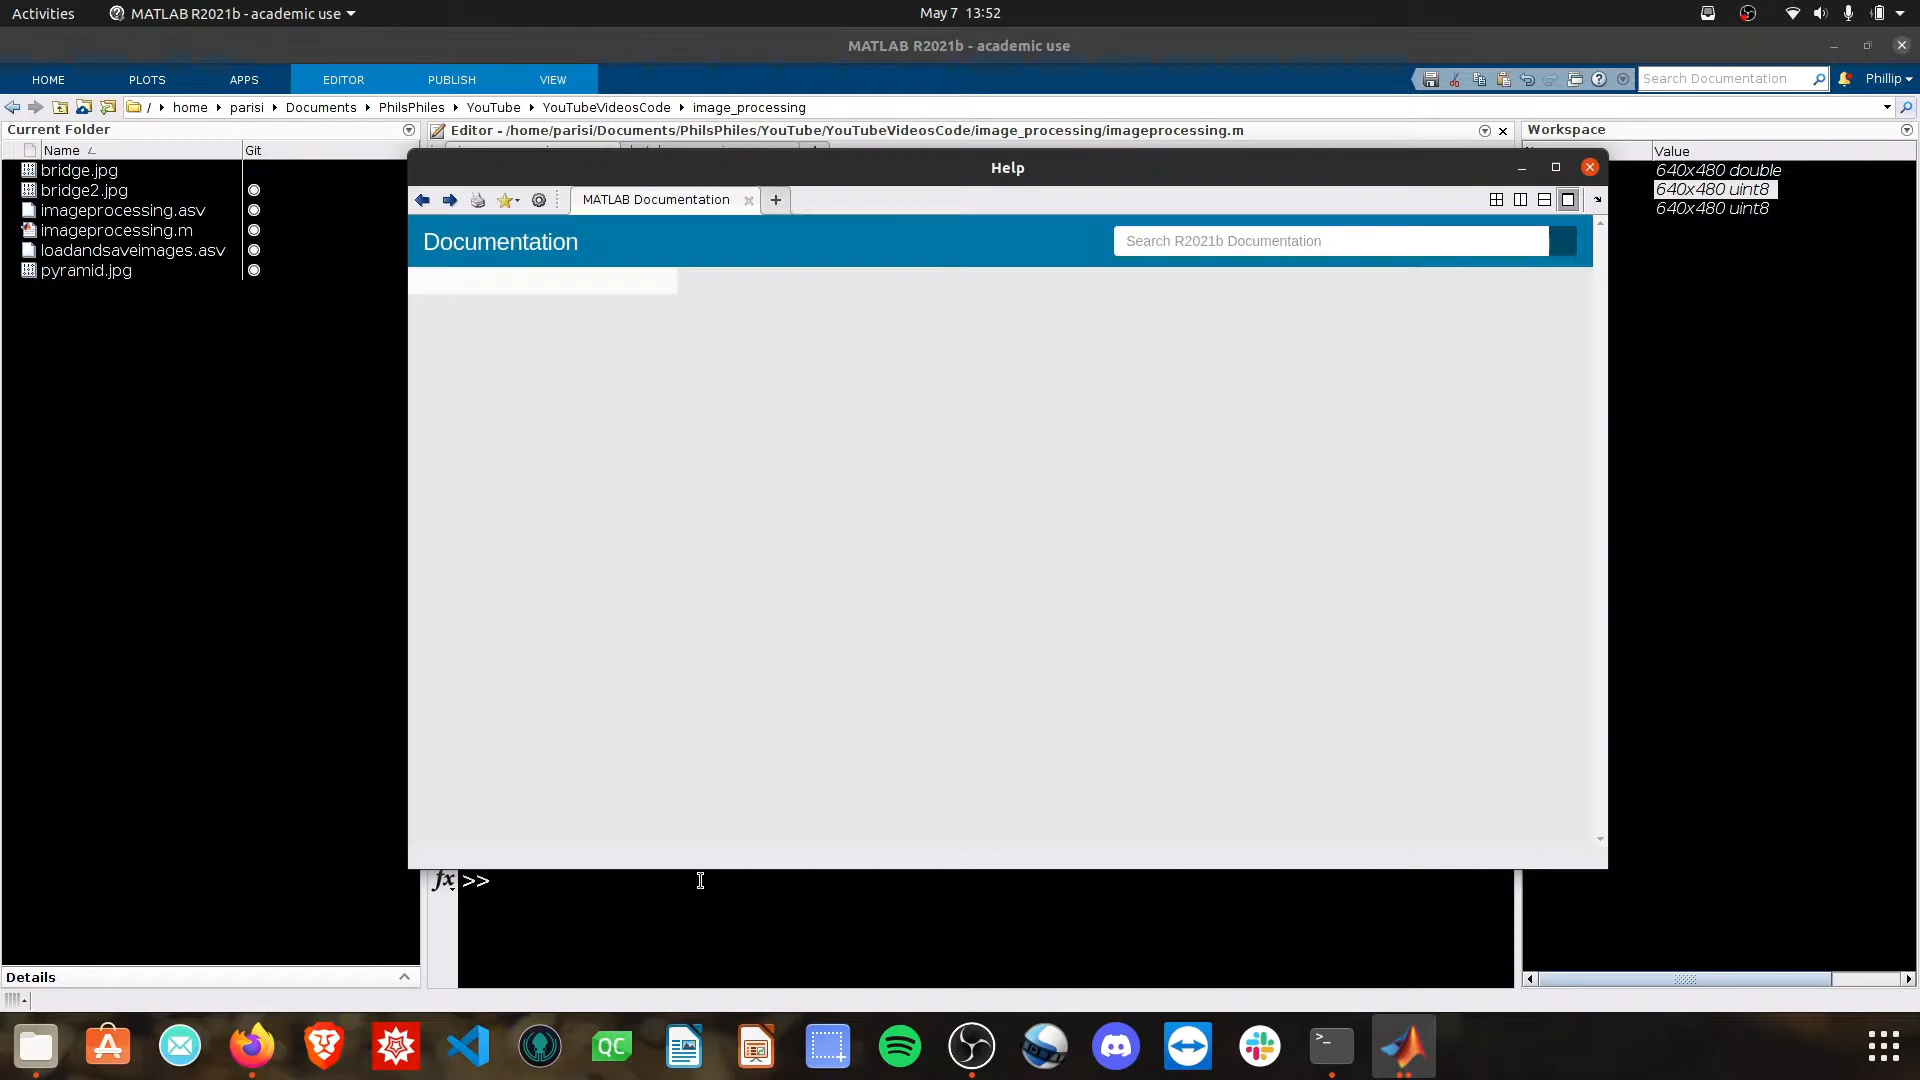 Activities
MATLAB R2021b - academic use
May 7 13:52
MATLAB R2021b - academic use
HOME PLOTS APPS EDITOR PUBLISH VIEW
Search Documentation
Phillip
/ home parisi Documents PhilsPhiles YouTube YouTubeVideosCode image_processing
Current Folder
Editor - /home/parisi/Documents/PhilsPhiles/YouTube/YouTubeVideosCode/image_processing/imageprocessing.m
Workspace
Name Git
Value
bridge.jpg
bridge2.jpg
imageprocessing.asv
imageprocessing.m
loadandsaveimages.asv
pyramid.jpg
640x480 double
640x480 uint8
640x480 uint8
Help
MATLAB Documentation
Documentation
Search R2021b Documentation
fx >>
Details
QC
>_